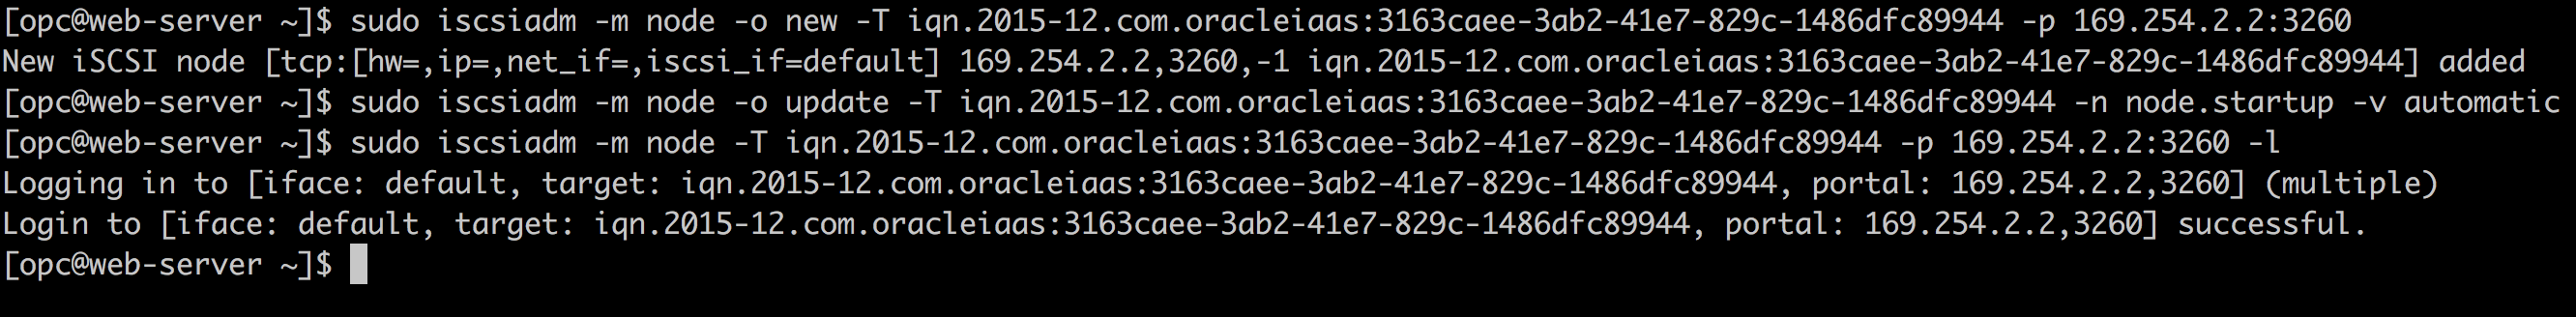 [opc@web-server ~]$ sudo iscsiadm -m node -o new -T iqn.2015-12.com.oracleiaas:3163caee-3ab2-41e7-829c-1486dfc89944 -p 169.254.2.2:3260
New iSCSI node [tcp:[hw=,ip=,net_if=,iscsi_if=default] 169.254.2.2,3260,-1 iqn.2015-12.com.oracleiaas:3163caee-3ab2-41e7-829c-1486dfc89944] added
[opc@web-server ~]$ sudo iscsiadm -m node -o update -T iqn.2015-12.com.oracleiaas:3163caee-3ab2-41e7-829c-1486dfc89944 -n node.startup -v automatic
[opc@web-server ~]$ sudo iscsiadm -m node -T iqn.2015-12.com.oracleiaas:3163caee-3ab2-41e7-829c-1486dfc89944 -p 169.254.2.2:3260 -l
Logging in to [iface: default, target: iqn.2015-12.com.oracleiaas:3163caee-3ab2-41e7-829c-1486dfc89944, portal: 169.254.2.2,3260] (multiple)
Login to [iface: default, target: iqn.2015-12.com.oracleiaas:3163caee-3ab2-41e7-829c-1486dfc89944, portal: 169.254.2.2,3260] successful.
[opc@web-server ~]$